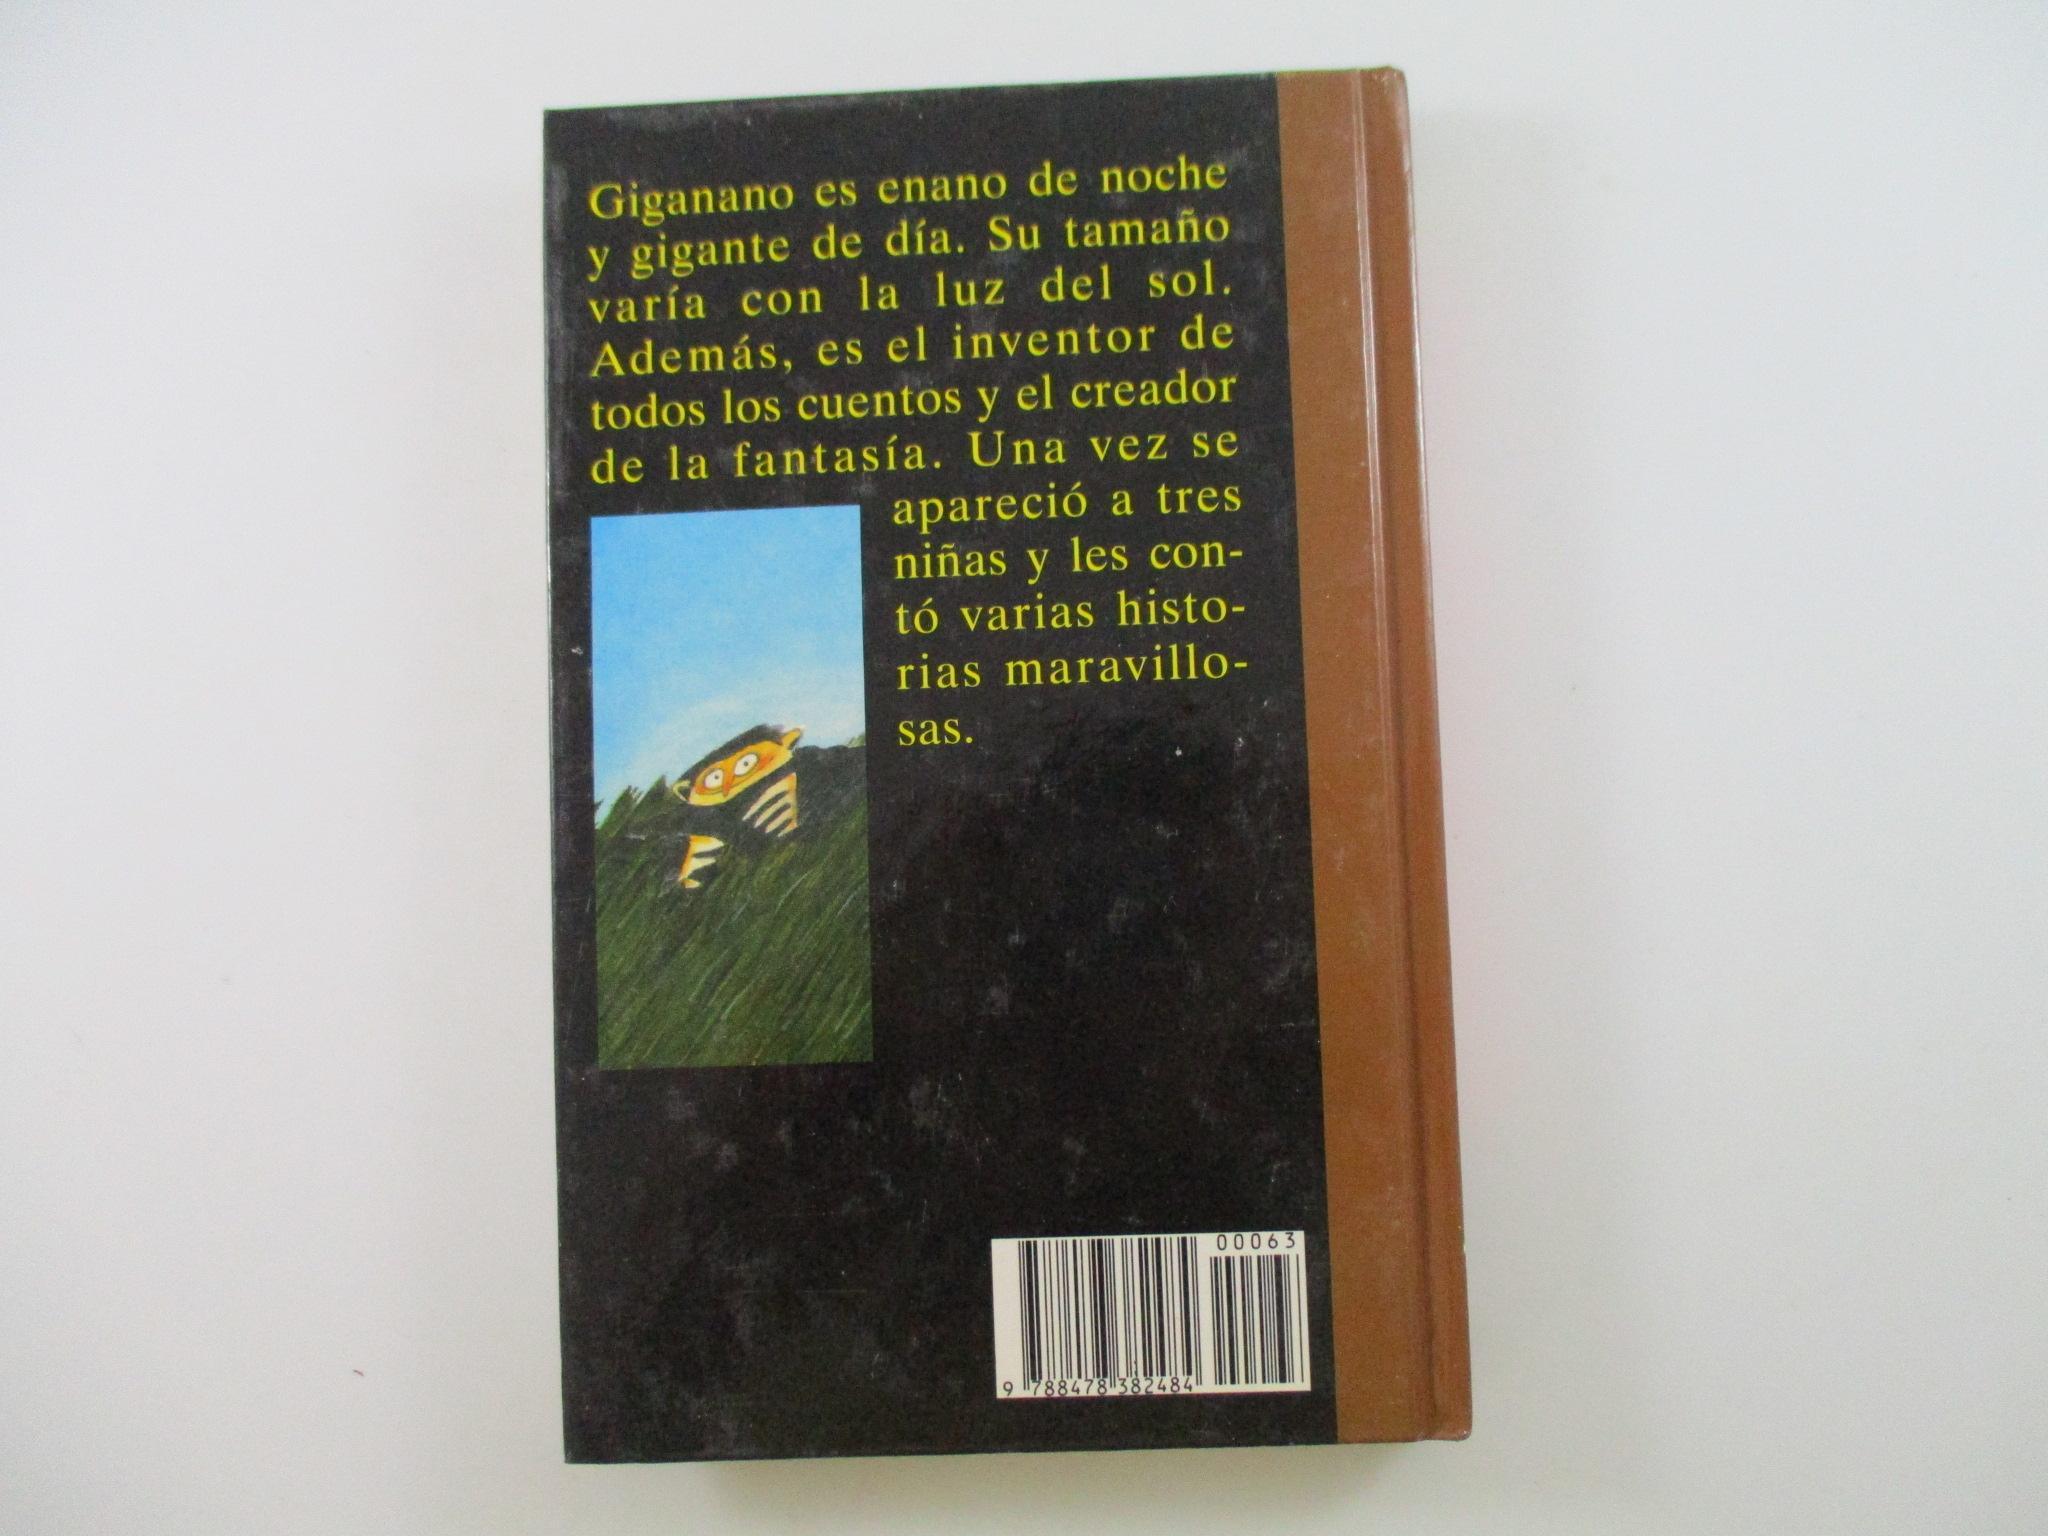 Giganano es enano de noche
y gigante de día. Su tamaño
varía con la luz del sol.
Además, es el inventor de
todos los cuentos y el creador
de la fantasía. Una vez se
apareció a tres
niñas y les con-
tó varias histo-
rias maravillo-
sas.
00063
9 788478 382484